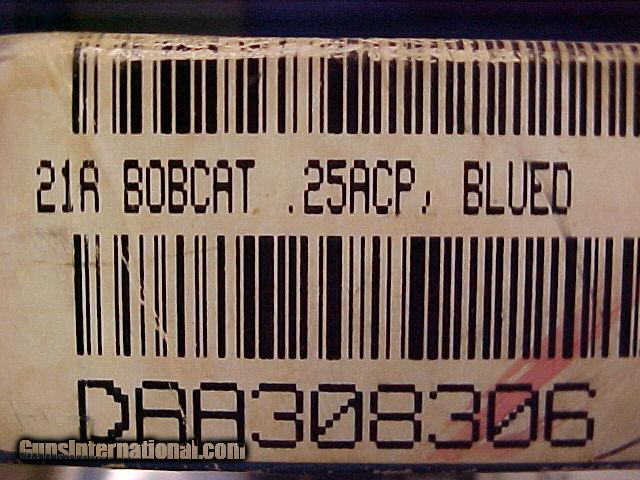 21A BOBCAT .25ACP, BLUED
DAA308306
GunsInternational.com